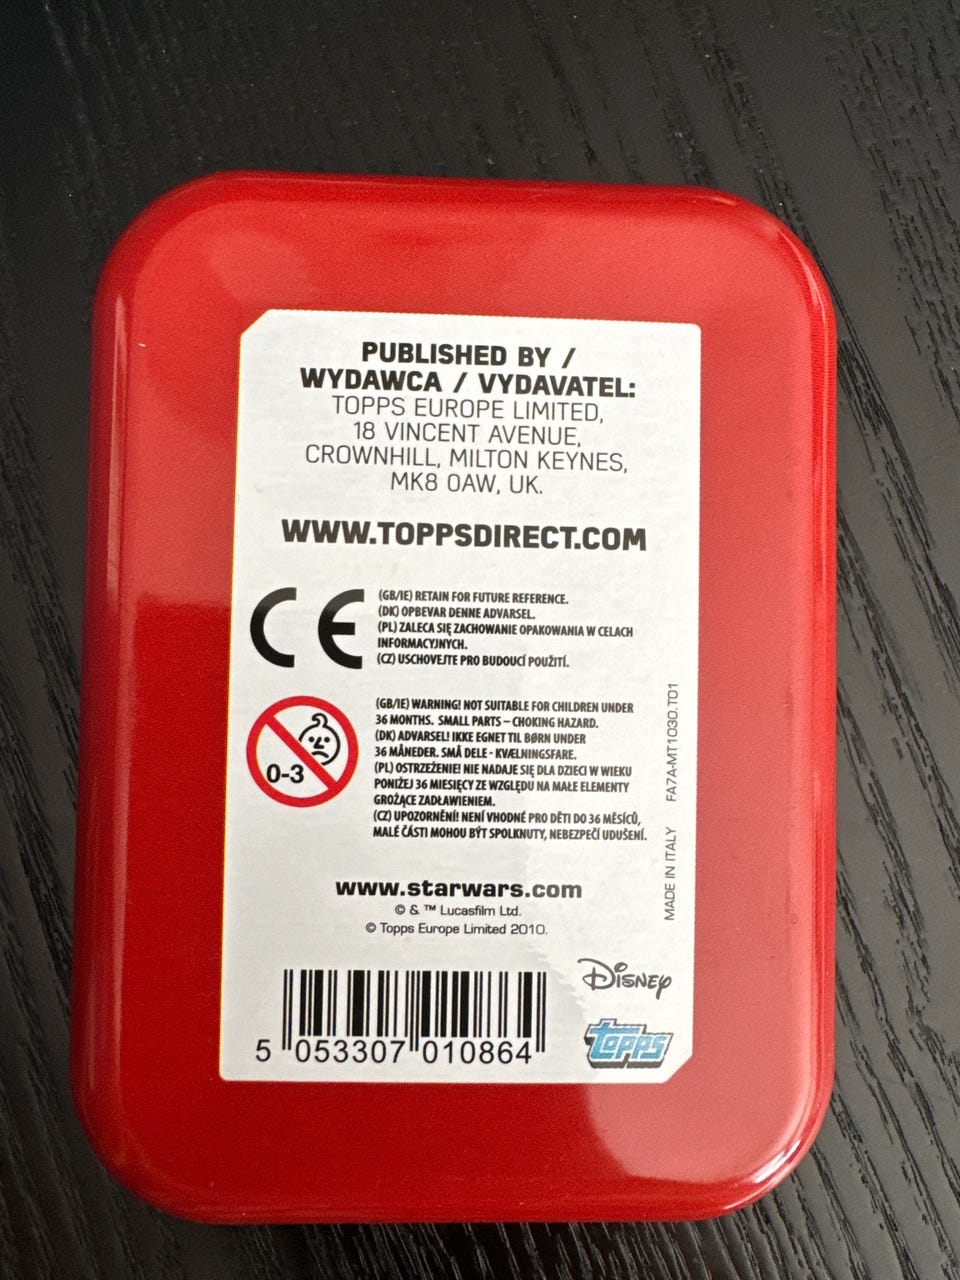 PUBLISHED BY /
WYDAWCA / VYDAVATEL:
TOPPS EUROPE LIMITED,
18 VINCENT AVENUE,
CROWNHILL, MILTON KEYNES,
MK8 0AW, UK.
WWW.TOPPSDIRECT.COM
CE
(GB/IE) RETAIN FOR FUTURE REFERENCE.
(DK) OPBEVAR DENNE ADVARSEL.
(PL) ZALECA SIĘ ZACHOWANIE OPAKOWANIA W CELACH
INFORMACYJNYCH.
(CZ) USCHOVEJTE PRO BUDOUCÍ POUŽITÍ.
0-3
(GB/IE) WARNING! NOT SUITABLE FOR CHILDREN UNDER
36 MONTHS. SMALL PARTS – CHOKING HAZARD.
(DK) ADVARSEL! IKKE EGNET TIL BØRN UNDER
36 MÅNEDER. SMÅ DELE - KVÆLNINGSFARE.
(PL) OSTRZEŻENIE! NIE NADAJE SIĘ DLA DZIECI W WIEKU
PONIŻEJ 36 MIESIĘCY ZE WZGLĘDU NA MAŁE ELEMENTY
GROŻĄCE ZADŁAWIENIEM.
(CZ) UPOZORNĚNÍ! NENÍ VHODNÉ PRO DĚTI DO 36 MĚSÍCŮ,
MALÉ ČÁSTI MOHOU BÝT SPOLKNUTY, NEBEZPEČÍ UDUŠENÍ.
MADE IN ITALY FA7A-MT1030.T01
www.starwars.com
© & ™ Lucasfilm Ltd.
© Topps Europe Limited 2010.
Disney
topps
5 053307 010864